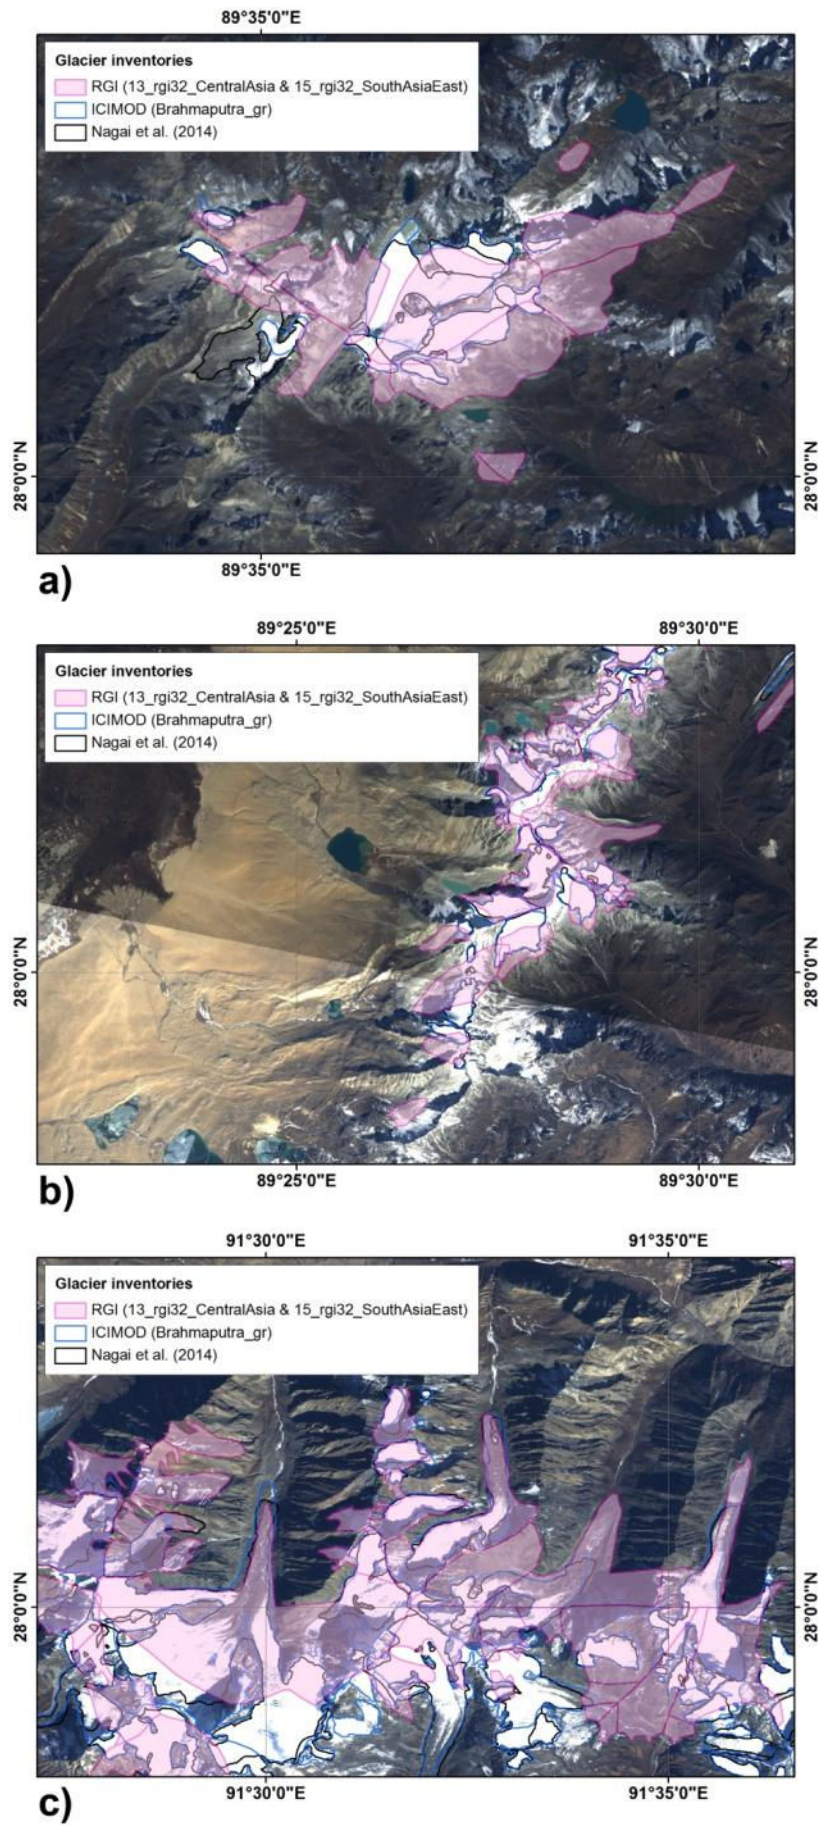 89°35'0"E
Glacier inventories
RGI (13_rgi32_CentralAsia & 15_rgi32_SouthAsiaEast)
ICIMOD (Brahmaputra_gr)
Nagai et al. (2014)
28°0'0"N
28°0'0"N
89°35'0"E
a)
89°25'0"E
89°30'0"E
Glacier inventories
RGI (13_rgi32_CentralAsia & 15_rgi32_SouthAsiaEast)
ICIMOD (Brahmaputra_gr)
Nagai et al. (2014)
28°0'0"N
28°0'0"N
89°25'0"E
89°30'0"E
b)
91°30'0"E
91°35'0"E
Glacier inventories
RGI (13_rgi32_CentralAsia & 15_rgi32_SouthAsiaEast)
ICIMOD (Brahmaputra_gr)
Nagai et al. (2014)
28°0'0"N
28°0'0"N
91°30'0"E
91°35'0"E
c)